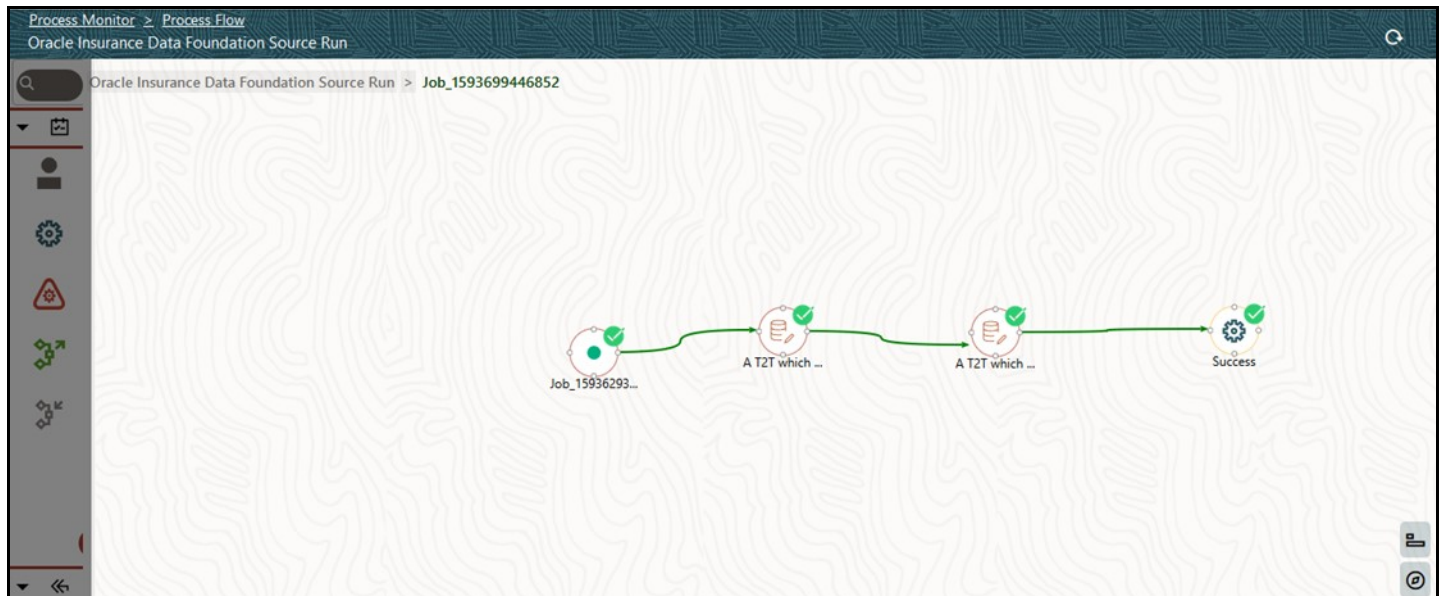 Process Monitor > Process Flow
Oracle Insurance Data Foundation Source Run
Oracle Insurance Data Foundation Source Run > Job_1593699446852
Job_15936293...
A T2T which ...
A T2T which ...
Success